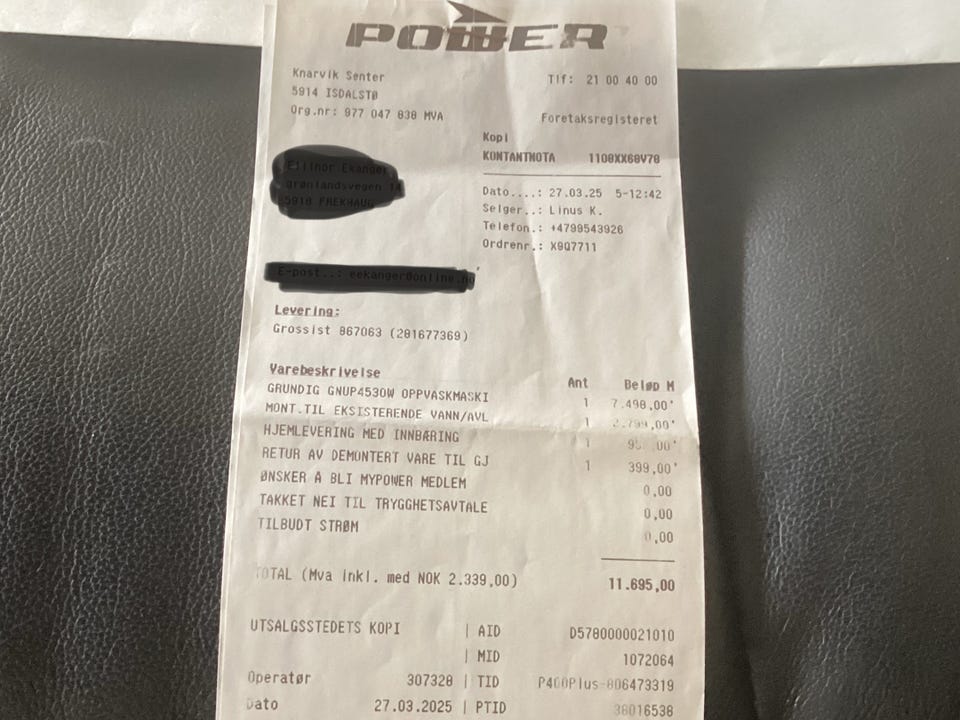 POWER
Knarvik Senter
5914 ISDALSTØ
Org.nr: 977 047 838 MVA
Tlf: 21 00 40 00
Foretaksregisteret
Kopi
KONTANTNOTA 1108XX68V78
Dato....: 27.03.25 5-12:42
Selger..: Linus K.
Telefon.: +4799543926
Ordrenr.: X9Q7711
Levering:
Grossist 867063 (281677369)
Varebeskrivelse Ant Beløp M
GRUNDIG GNUP4530W OPPVASKMASKI 1 7.498,00'
MONT.TIL EKSISTERENDE VANN/AVL 1 2.799,00'
HJEMLEVERING MED INNBÆRING 1
RETUR AV DEMONTERT VARE TIL GJ 1 399,00'
ØNSKER A BLI MYPOWER MEDLEM 0,00
TAKKET NEI TIL TRYGGHETSAVTALE 0,00
TILBUDT STRØM 0,00
TOTAL (Mva inkl. med NOK 2.339,00) 11.695,00
UTSALGSSTEDETS KOPI | AID D5780000021010
| MID 1072064
Operatør 307328 | TID P400Plus-806473319
Dato 27.03.2025 | PTID 38016538